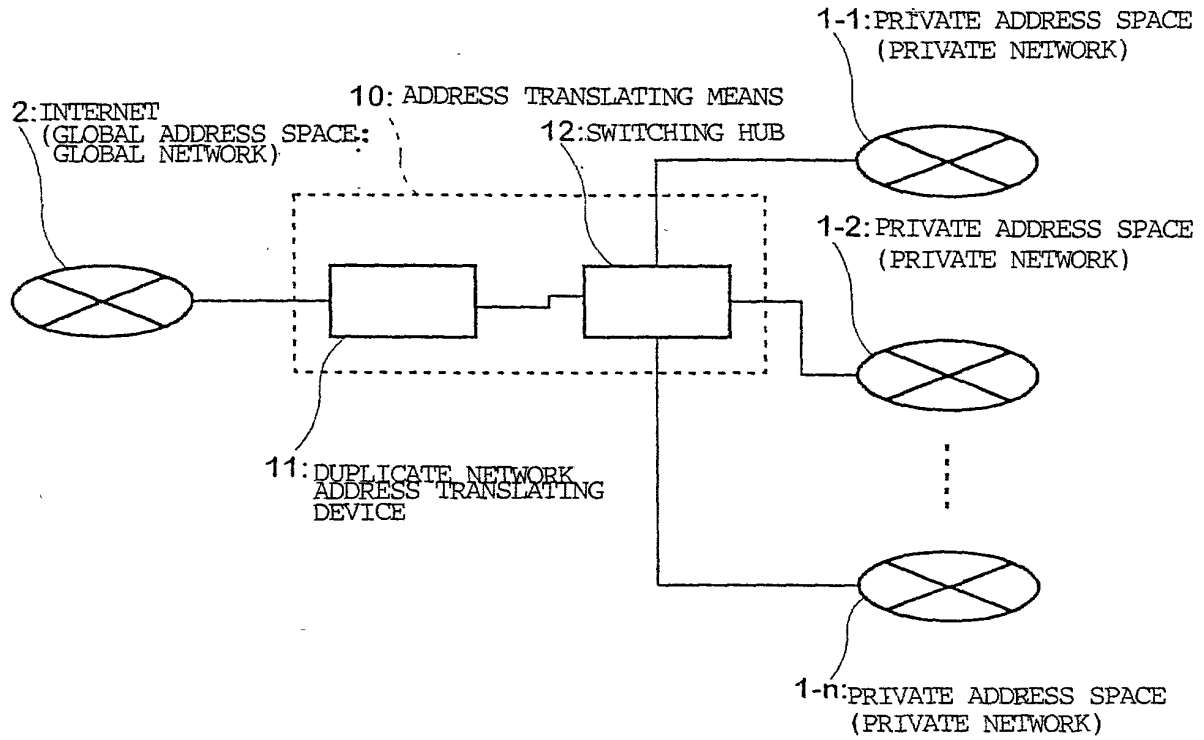 1-1: PRIVATE ADDRESS SPACE
(PRIVATE NETWORK)
2: INTERNET
(GLOBAL ADDRESS SPACE:
GLOBAL NETWORK)
10: ADDRESS TRANSLATING MEANS
12: SWITCHING HUB
1-2: PRIVATE ADDRESS SPACE
(PRIVATE NETWORK)
11: DUPLICATE NETWORK
ADDRESS TRANSLATING
DEVICE
1-n: PRIVATE ADDRESS SPACE
(PRIVATE NETWORK)